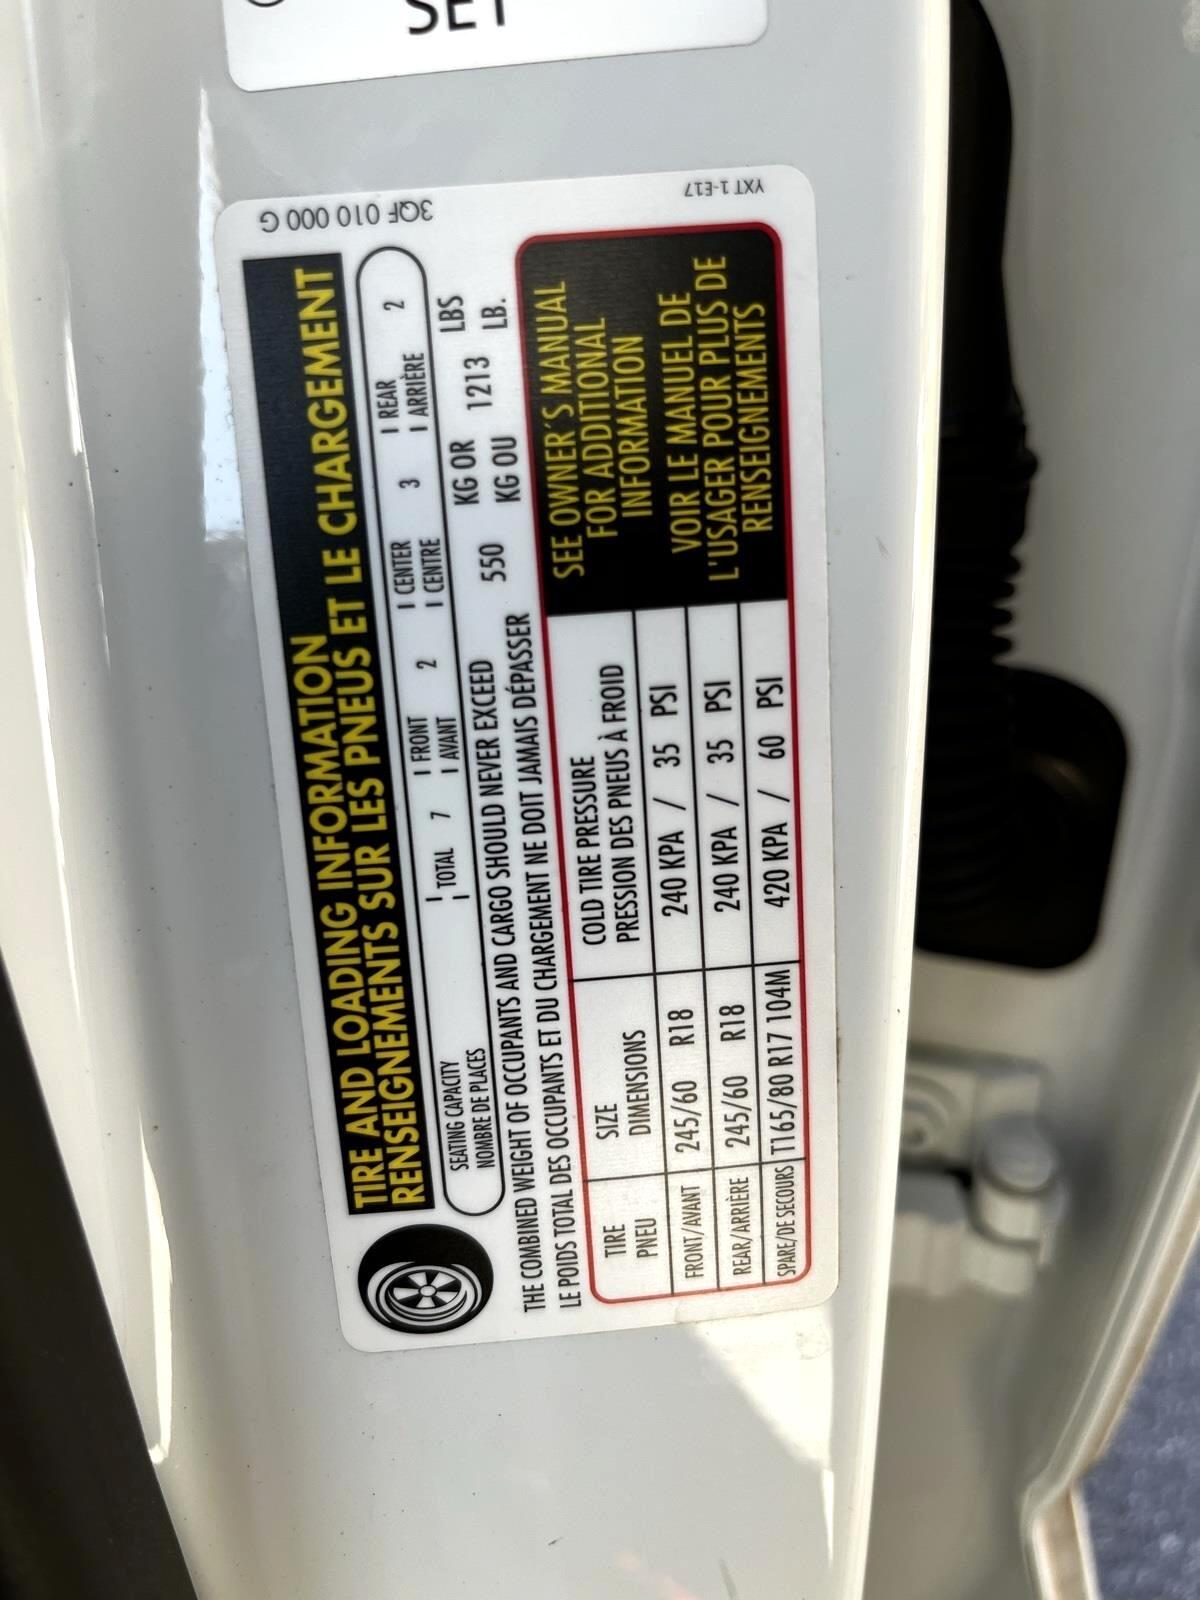 SET
3QF 010 000 G
YXT 1-E17
TIRE AND LOADING INFORMATION
RENSEIGNEMENTS SUR LES PNEUS ET LE CHARGEMENT
SEATING CAPACITY | TOTAL 7 | FRONT 2 | CENTER 3 | REAR 2
NOMBRE DE PLACES | | AVANT | CENTRE | ARRIÈRE
THE COMBINED WEIGHT OF OCCUPANTS AND CARGO SHOULD NEVER EXCEED 550 KG OR 1213 LBS
LE POIDS TOTAL DES OCCUPANTS ET DU CHARGEMENT NE DOIT JAMAIS DÉPASSER KG OU LB.
TIRE SIZE COLD TIRE PRESSURE
PNEU DIMENSIONS PRESSION DES PNEUS À FROID
FRONT/AVANT 245/60 R18 240 KPA / 35 PSI
REAR/ARRIÈRE 245/60 R18 240 KPA / 35 PSI
SPARE/DE SECOURS T165/80 R17 104M 420 KPA / 60 PSI
SEE OWNER'S MANUAL
FOR ADDITIONAL
INFORMATION
VOIR LE MANUEL DE
L'USAGER POUR PLUS DE
RENSEIGNEMENTS